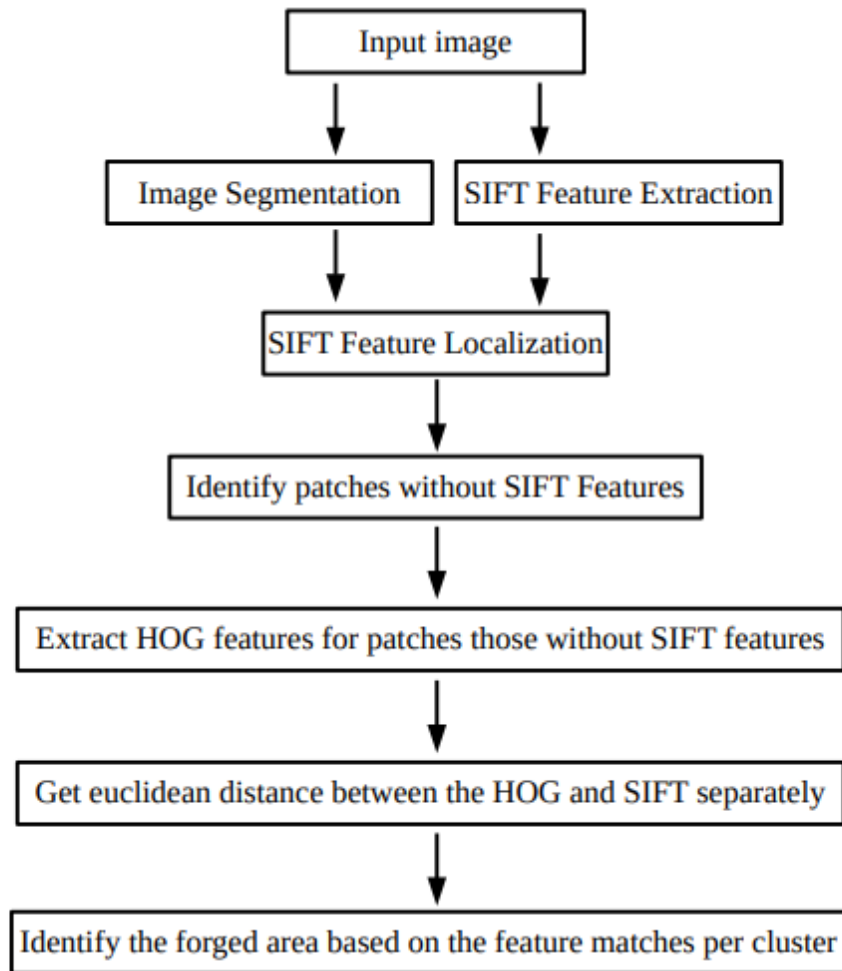 Input image
Image Segmentation
SIFT Feature Extraction
SIFT Feature Localization
Identify patches without SIFT Features
Extract HOG features for patches those without SIFT features
Get euclidean distance between the HOG and SIFT separately
Identify the forged area based on the feature matches per cluster